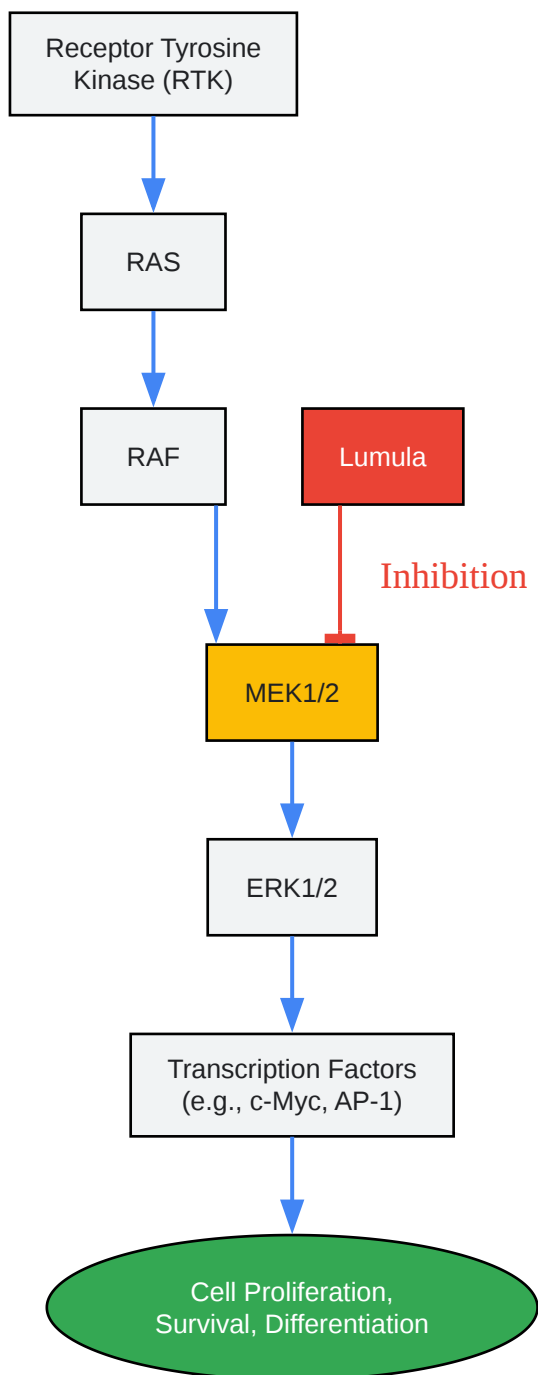 Receptor Tyrosine
Kinase (RTK)
RAS
RAF
Lumula
Inhibition
MEK1/2
ERK1/2
Transcription Factors
(e.g., c-Myc, AP-1)
Cell Proliferation,
Survival, Differentiation